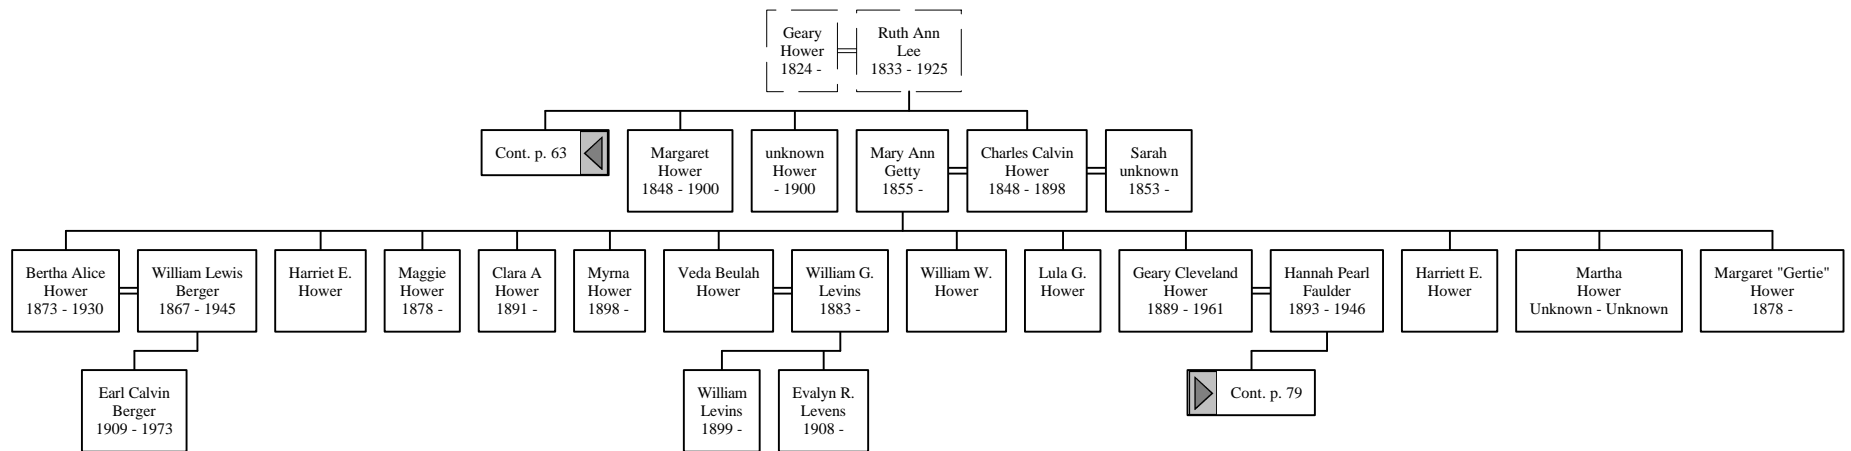 Geary
Hower
1824 -
Ruth Ann
Lee
1833 - 1925
Cont. p. 63
Margaret
Hower
1848 - 1900
unknown
Hower
- 1900
Mary Ann
Getty
1855 -
Charles Calvin
Hower
1848 - 1898
Sarah
unknown
1853 -
Bertha Alice
Hower
1873 - 1930
William Lewis
Berger
1867 - 1945
Harriet E.
Hower
Maggie
Hower
1878 -
Clara A
Hower
1891 -
Myrna
Hower
1898 -
Veda Beulah
Hower
William G.
Levins
1883 -
William W.
Hower
Lula G.
Hower
Geary Cleveland
Hower
1889 - 1961
Hannah Pearl
Faulder
1893 - 1946
Harriett E.
Hower
Martha
Hower
Unknown - Unknown
Margaret "Gertie"
Hower
1878 -
Earl Calvin
Berger
1909 - 1973
William
Levins
1899 -
Evalyn R.
Levens
1908 -
Cont. p. 79